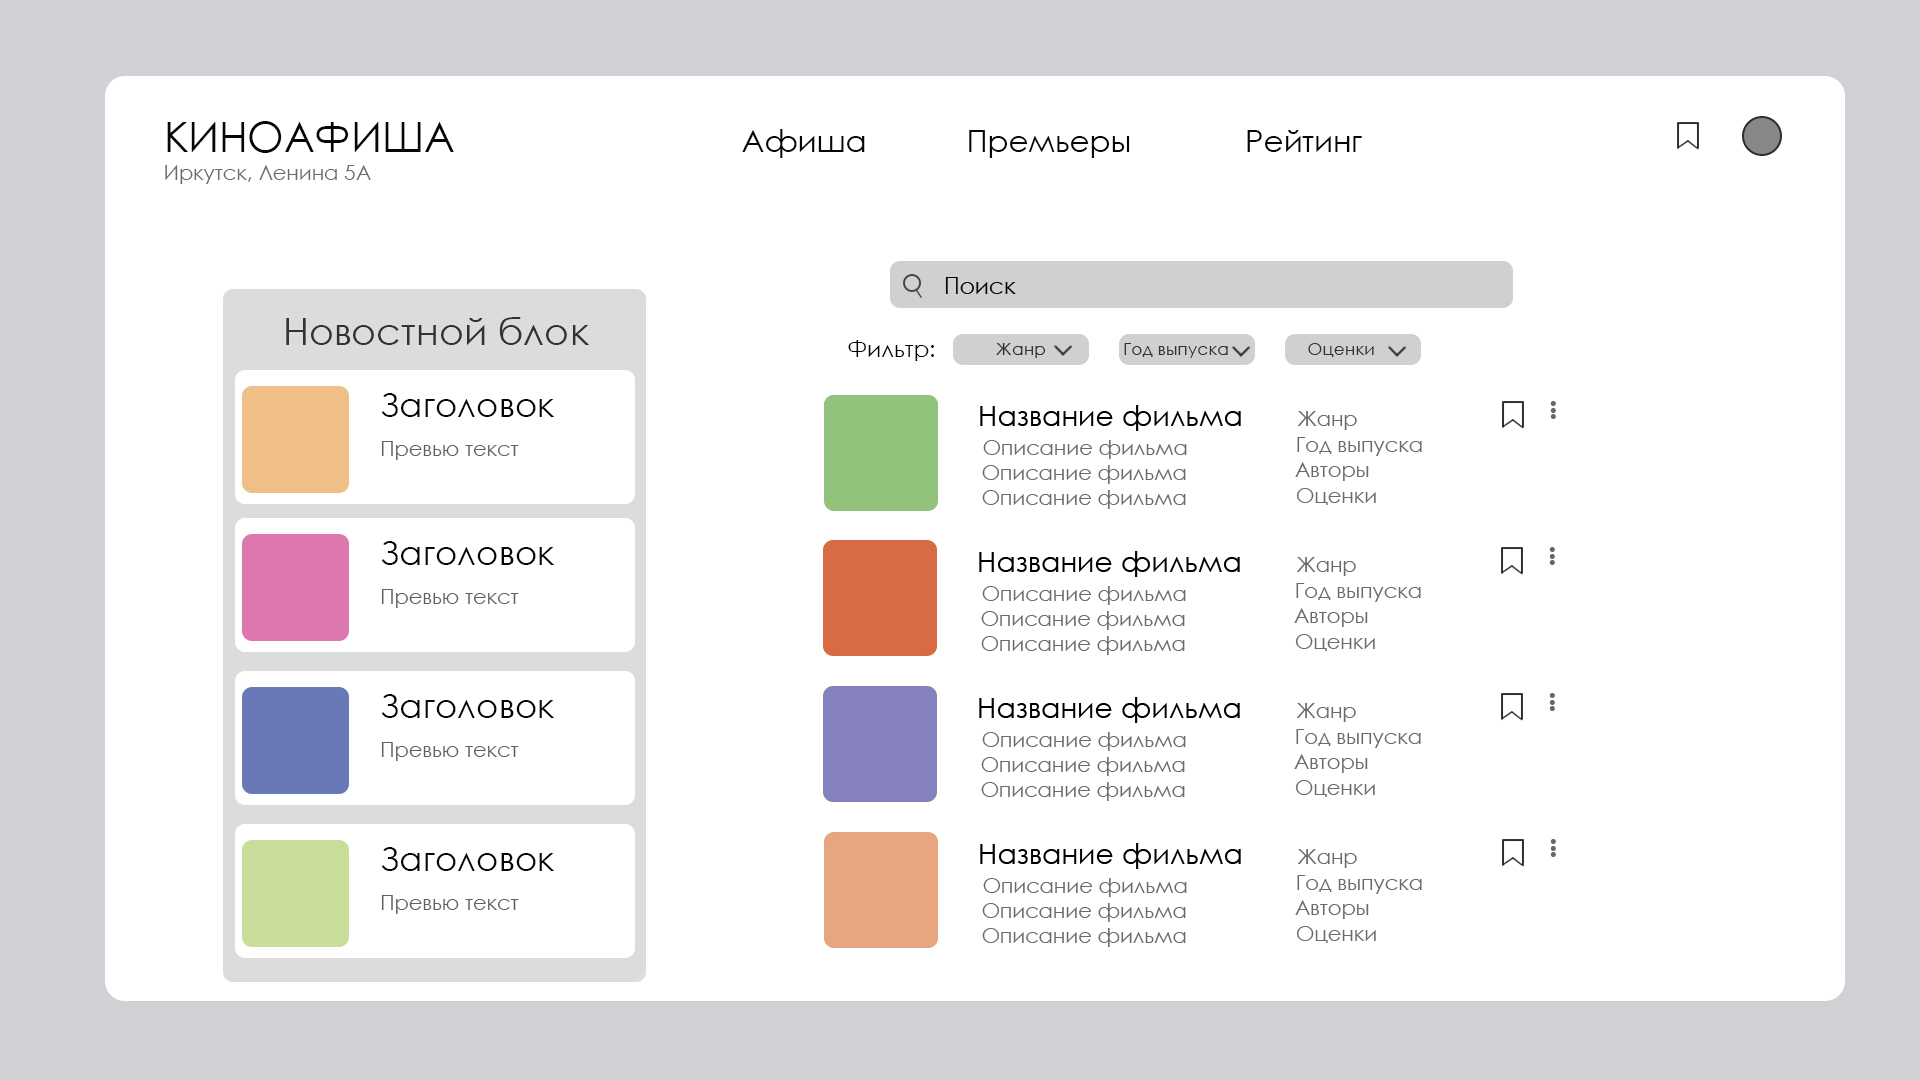 КИНОАФИША
Иркутск, Ленина 5А
Афиша
Премьеры
Рейтинг
Новостной блок
Заголовок
Превью текст
Заголовок
Превью текст
Заголовок
Превью текст
Заголовок
Превью текст
Поиск
Фильтр:
Жанр
Год выпуска
Оценки
Название фильма
Описание фильма
Описание фильма
Описание фильма
Жанр
Год выпуска
Авторы
Оценки
Название фильма
Описание фильма
Описание фильма
Описание фильма
Жанр
Год выпуска
Авторы
Оценки
Название фильма
Описание фильма
Описание фильма
Описание фильма
Жанр
Год выпуска
Авторы
Оценки
Название фильма
Описание фильма
Описание фильма
Описание фильма
Жанр
Год выпуска
Авторы
Оценки